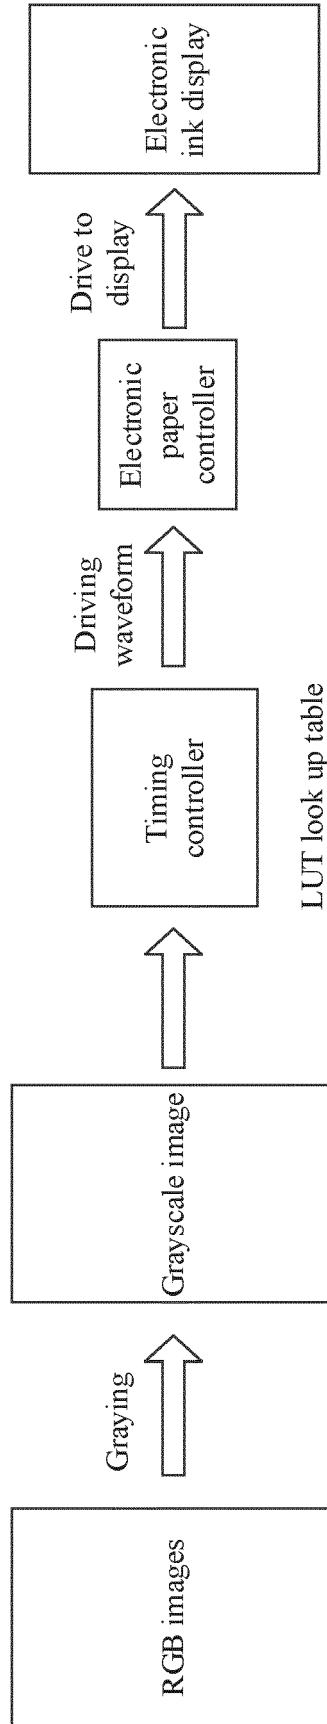 RGB images
Graying
Grayscale image
Timing
controller
LUT look up table
Driving
waveform
Electronic
paper
controller
Drive to
display
Electronic
ink display